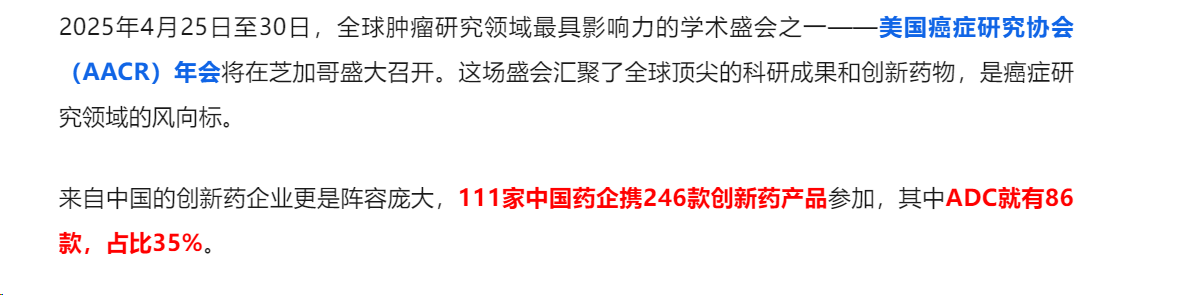 2025年4月25日至30日，全球肿瘤研究领域最具影响力的学术盛会之一——美国癌症研究协会
（AACR）年会将在芝加哥盛大召开。这场盛会汇聚了全球顶尖的科研成果和创新药物，是癌症研
究领域的风向标。
来自中国的创新药企业更是阵容庞大，111家中国药企携246款创新药产品参加，其中ADC就有86
款，占比35%。